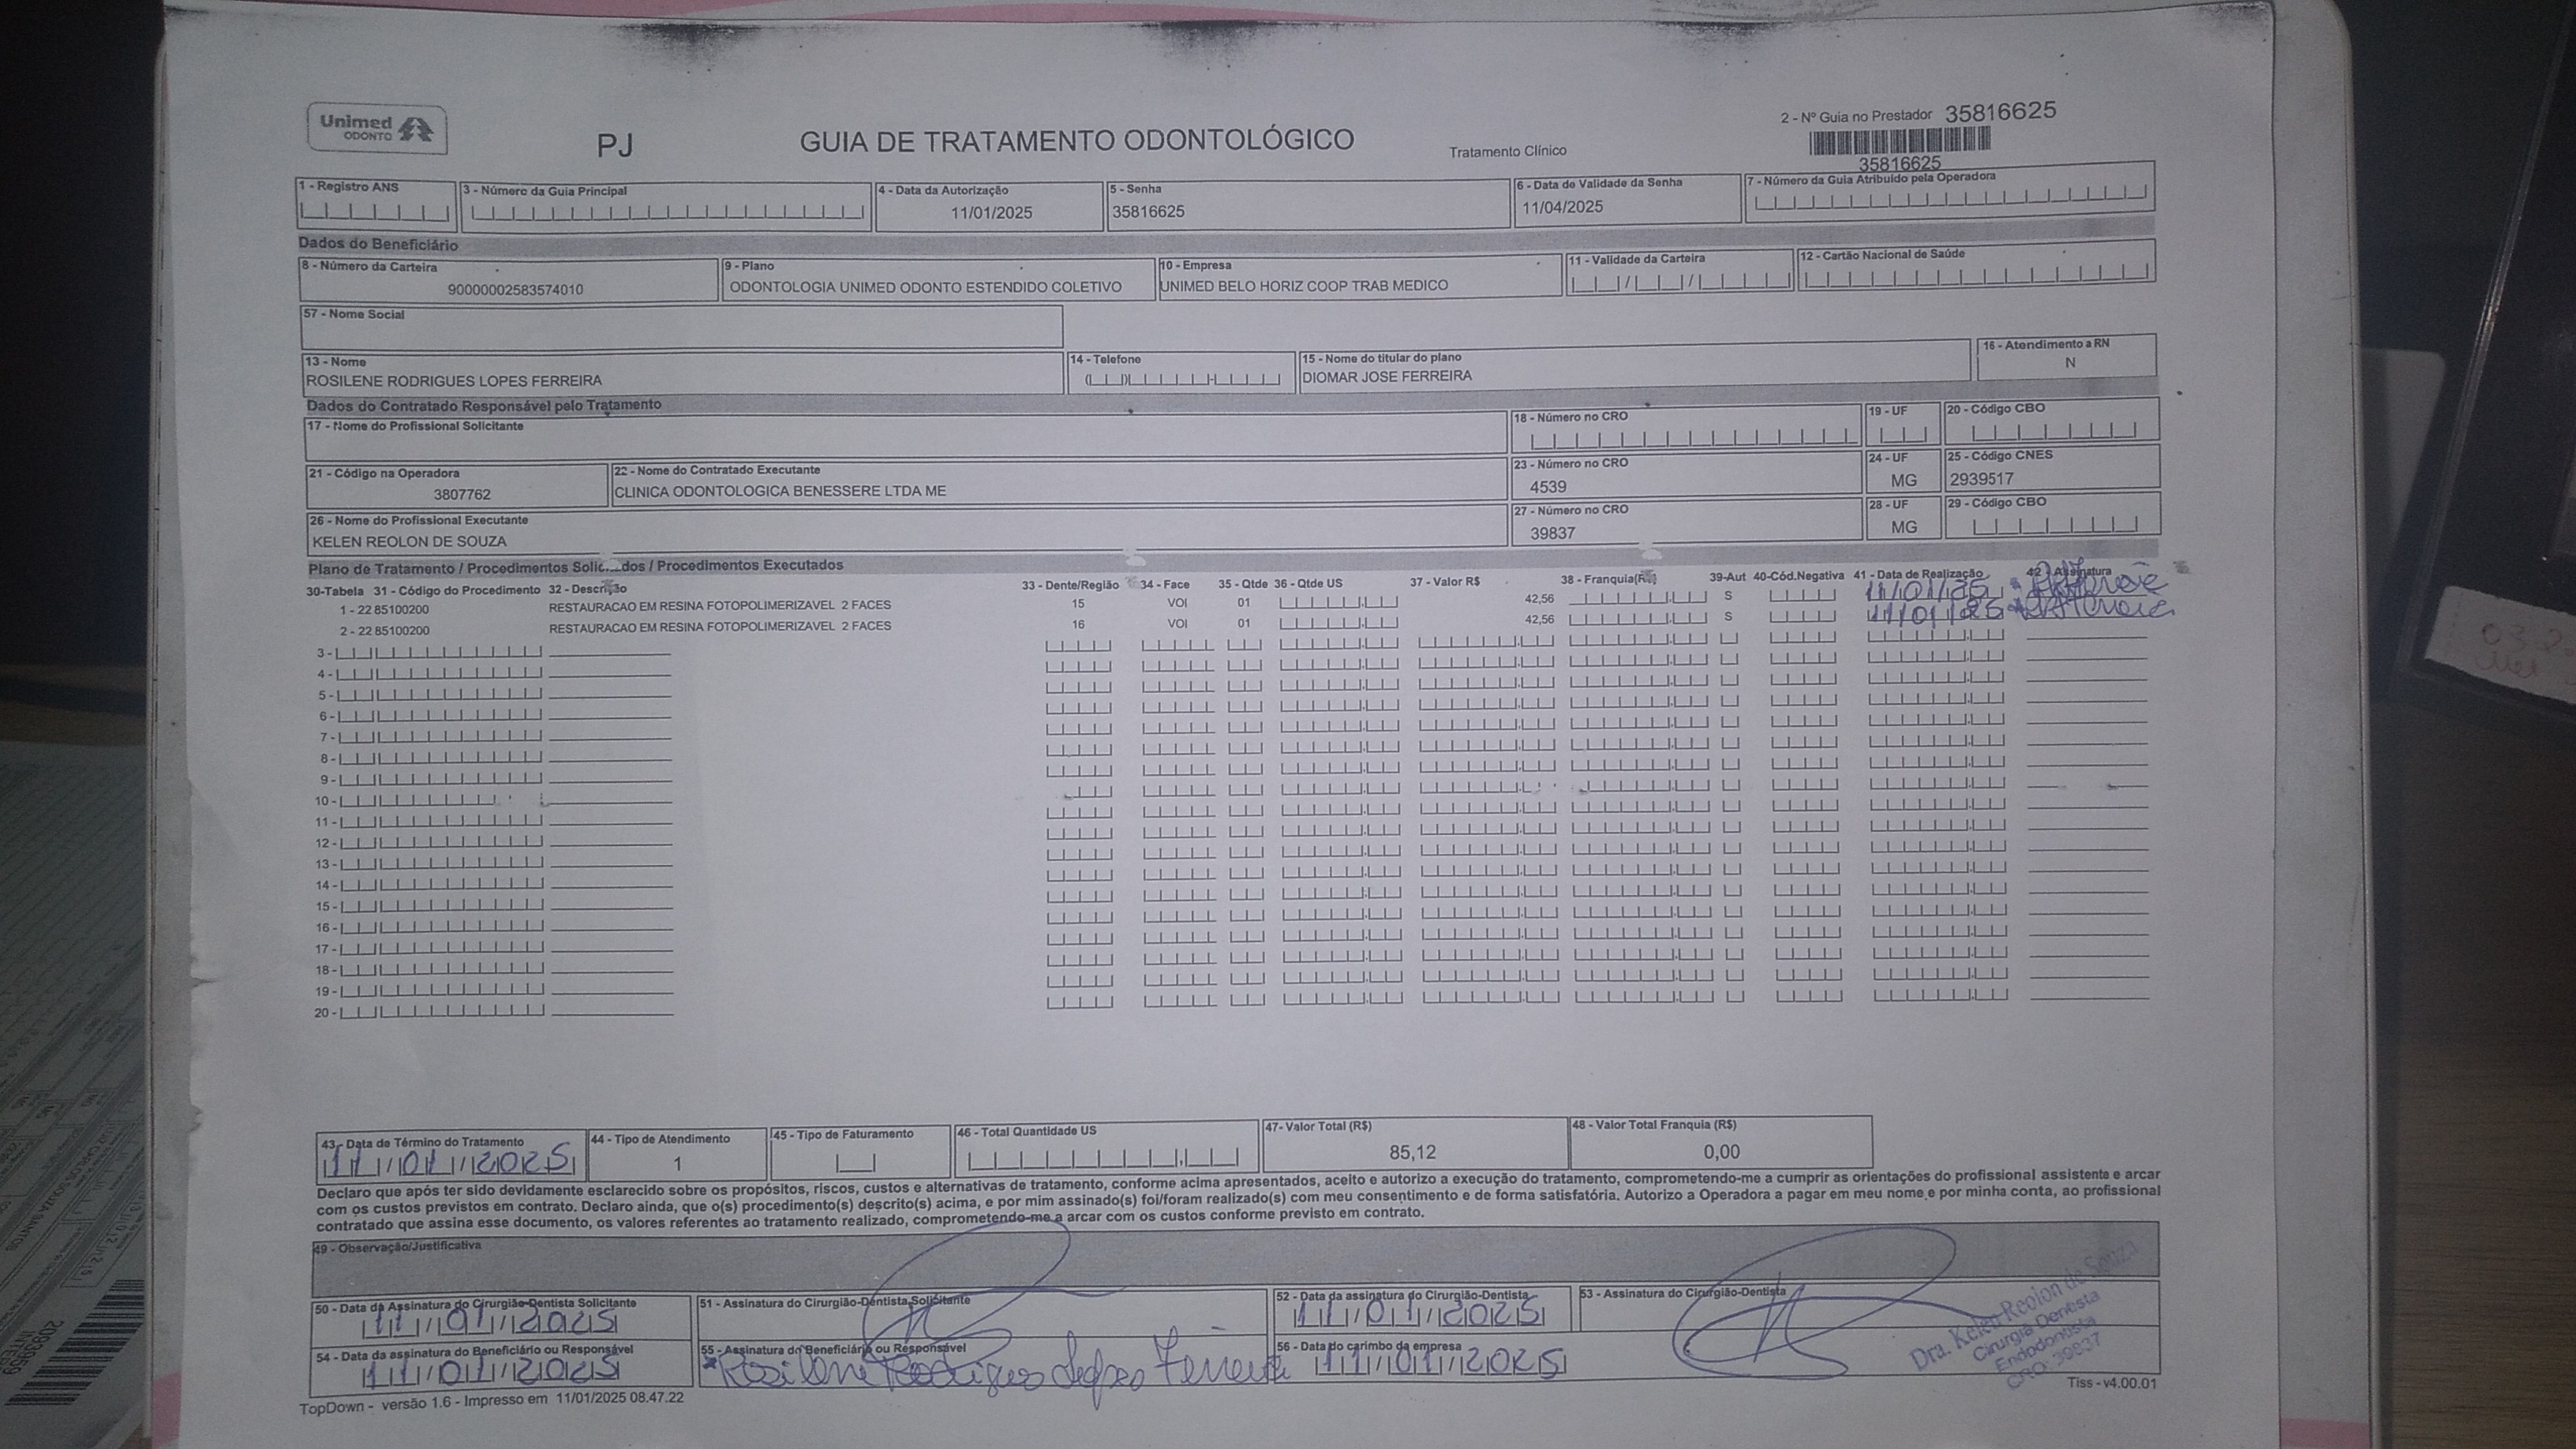 Unimed
ODONTO
PJ
GUIA DE TRATAMENTO ODONTOLÓGICO
Tratamento Clínico
2 - Nº Guia no Prestador 35816625
35816625
1 - Registro ANS
3 - Número da Guia Principal
4 - Data da Autorização
11/01/2025
5 - Senha
35816625
6 - Data de Validade da Senha
11/04/2025
7 - Número da Guia Atribuido pela Operadora
Dados do Beneficiário
8 - Número da Carteira
90000002583574010
9 - Plano
ODONTOLOGIA UNIMED ODONTO ESTENDIDO COLETIVO
10 - Empresa
UNIMED BELO HORIZ COOP TRAB MEDICO
11 - Validade da Carteira
12 - Cartão Nacional de Saúde
57 - Nome Social
13 - Nome
ROSILENE RODRIGUES LOPES FERREIRA
14 - Telefone
15 - Nome do titular do plano
DIOMAR JOSE FERREIRA
16 - Atendimento a RN
N
Dados do Contratado Responsável pelo Tratamento
17 - Nome do Profissional Solicitante
18 - Número no CRO
19 - UF
20 - Código CBO
21 - Código na Operadora
3807762
22 - Nome do Contratado Executante
CLINICA ODONTOLOGICA BENESSERE LTDA ME
23 - Número no CRO
4539
24 - UF
MG
25 - Código CNES
2939517
26 - Nome do Profissional Executante
KELEN REOLON DE SOUZA
27 - Número no CRO
39837
28 - UF
MG
29 - Código CBO
Plano de Tratamento / Procedimentos / Procedimentos Executados
30-Tabela 31 - Código do Procedimento 32 - Descrição 33 - Dente/Região 34 - Face 35 - Qtde 36 - Qtde US 37 - Valor R$ 38 - Franquia(R$) 39-Aut 40-Cód.Negativa 41 - Data de Realização 42 - Assinatura
1 - 22 85100200 RESTAURACAO EM RESINA FOTOPOLIMERIZAVEL 2 FACES 15 VOI 01 42,56 S 11/01/25
2 - 22 85100200 RESTAURACAO EM RESINA FOTOPOLIMERIZAVEL 2 FACES 16 VOI 01 42,56 S 11/01/25
3 -
4 -
5 -
6 -
7 -
8 -
9 -
10 -
11 -
12 -
13 -
14 -
15 -
16 -
17 -
18 -
19 -
20 -
43 - Data de Término do Tratamento
11/01/2025
44 - Tipo de Atendimento
1
45 - Tipo de Faturamento
46 - Total Quantidade US
47- Valor Total (R$)
85,12
48 - Valor Total Franquia (R$)
0,00
Declaro que após ter sido devidamente esclarecido sobre os propósitos, riscos, custos e alternativas de tratamento, conforme acima apresentados, aceito e autorizo a execução do tratamento, comprometendo-me a cumprir as orientações do profissional assistente e arcar
com os custos previstos em contrato. Declaro ainda, que o(s) procedimento(s) descrito(s) acima, e por mim assinado(s) foi/foram realizado(s) com meu consentimento e de forma satisfatória. Autorizo a Operadora a pagar em meu nome e por minha conta, ao profissional
contratado que assina esse documento, os valores referentes ao tratamento realizado, comprometendo-me a arcar com os custos conforme previsto em contrato.
49 - Observação/Justificativa
50 - Data da Assinatura do Cirurgião-Dentista Solicitante
11/01/2025
51 - Assinatura do Cirurgião-Dentista Solicitante
52 - Data da assinatura do Cirurgião-Dentista
11/01/2025
53 - Assinatura do Cirurgião-Dentista
Dra. Kelen Reolon de Souza
Cirurgiã Dentista
Endodontista
CRO: 39837
54 - Data da assinatura do Beneficiário ou Responsável
11/01/2025
55 - Assinatura do Beneficiário ou Responsável
Rosilene Rodrigues Lopes Ferreira
56 - Data do carimbo da empresa
11/01/2025
TopDown - versão 1.6 - Impresso em 11/01/2025 08.47.22
Tiss - v4.00.01